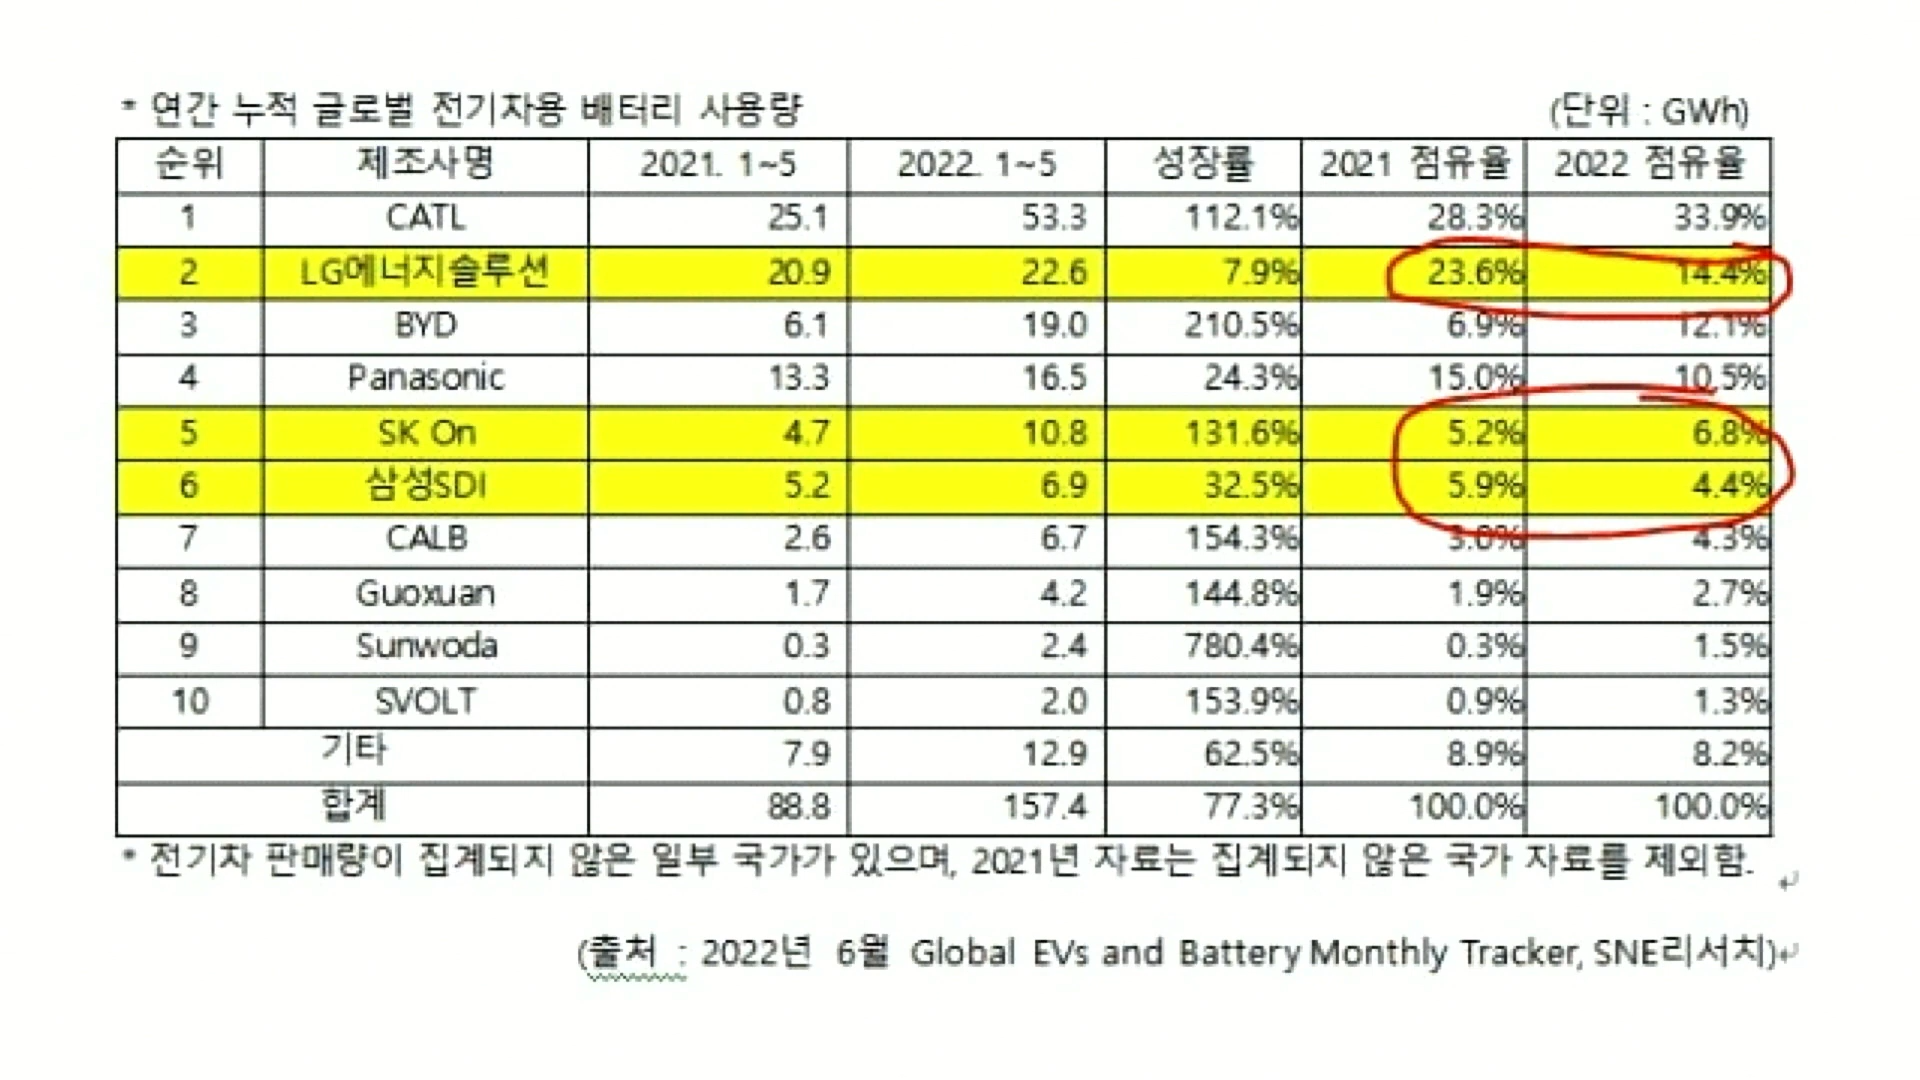 * 연간 누적 글로벌 전기차용 배터리 사용량 (단위 : GWh)
순위 제조사명 2021. 1~5 2022. 1~5 성장률 2021 점유율 2022 점유율
1 CATL 25.1 53.3 112.1% 28.3% 33.9%
2 LG에너지솔루션 20.9 22.6 7.9% 23.6% 14.4%
3 BYD 6.1 19.0 210.5% 6.9% 12.1%
4 Panasonic 13.3 16.5 24.3% 15.0% 10.5%
5 SK On 4.7 10.8 131.6% 5.2% 6.8%
6 삼성SDI 5.2 6.9 32.5% 5.9% 4.4%
7 CALB 2.6 6.7 154.3% 3.0% 4.3%
8 Guoxuan 1.7 4.2 144.8% 1.9% 2.7%
9 Sunwoda 0.3 2.4 780.4% 0.3% 1.5%
10 SVOLT 0.8 2.0 153.9% 0.9% 1.3%
기타 7.9 12.9 62.5% 8.9% 8.2%
합계 88.8 157.4 77.3% 100.0% 100.0%
* 전기차 판매량이 집계되지 않은 일부 국가가 있으며, 2021년 자료는 집계되지 않은 국가 자료를 제외함.
(출처 : 2022년 6월 Global EVs and Battery Monthly Tracker, SNE리서치)